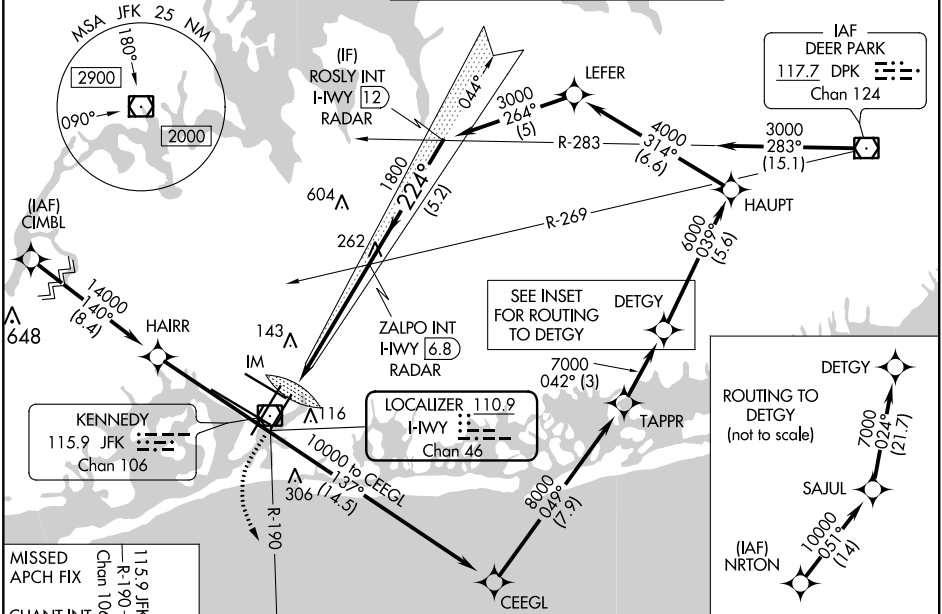 MSA JFK 25 NM
180°
2900
090°
2000
(IF)
ROSLY INT
I-IWY 12
RADAR
044°
LEFER
3000
264°
(5)
IAF
DEER PARK
117.7 DPK
Chan 124
R-283
4000
314°
(6.6)
3000
283°
(15.1)
HAUPT
1800
224°
(5.2)
604
R-269
262
6000
039°
(5.6)
(IAF)
CIMBL
14000
140°
(8.4)
648
HAIRR
143
IM
ZALPO INT
I-IWY 6.8
RADAR
SEE INSET
FOR ROUTING
TO DETGY
DETGY
7000
042° (3)
TAPPR
KENNEDY
115.9 JFK
Chan 106
116
LOCALIZER 110.9
I-IWY
Chan 46
10000 to CEEGL
137°
(14.5)
306
R-190
8000
049°
(7.9)
CEEGL
ROUTING TO
DETGY
(not to scale)
DETGY
7000
024°
(21.7)
SAJUL
10000
051°
(14)
(IAF)
NRTON
MISSED
APCH FIX
115.9 JFK
R-190